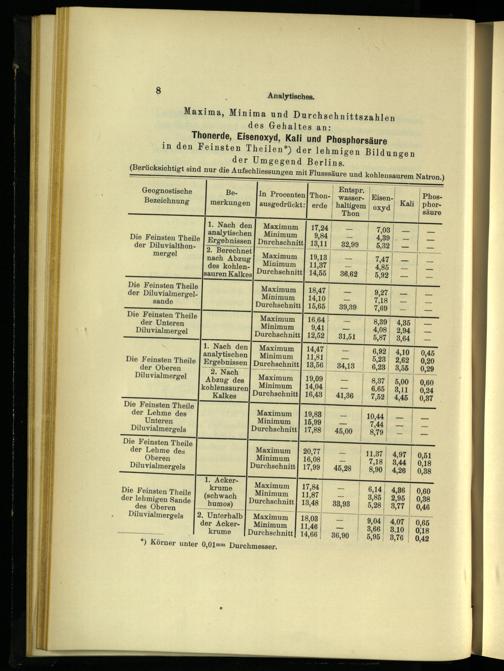 8
Analytisches.
Maxima, Minima und Durchschnittszahlen
des Gehaltes an:
Thonerde, Eisenoxyd, Kali und Phosphorsäure
in den Feinsten Theilen*) der lehmigen Bildungen
der Umgegend Berlins.
(Berücksichtigt sind nur die Aufschliessungen mit Flusssäure und kohlensaurem Natron.)
Geognostische Bezeichnung | Bemerkungen | In Procenten ausgedrückt: | Thonerde | Entspr. wasserhaltigem Thon | Eisenoxyd | Kali | Phosphorsäure
Die Feinsten Theile der Diluvialthonmergel
1. Nach den analytischen Ergebnissen
Maximum 17,24 — 7,03 — —
Minimum 9,84 — 4,39 — —
Durchschnitt 13,11 32,99 5,32 — —
2. Berechnet nach Abzug des kohlensauren Kalkes
Maximum 19,13 — 7,47 — —
Minimum 11,37 — 4,85 — —
Durchschnitt 14,55 36,62 5,92 — —
Die Feinsten Theile der Diluvialmergelsande
Maximum 18,47 — 9,27 — —
Minimum 14,10 — 7,18 — —
Durchschnitt 15,65 39,39 7,69 — —
Die Feinsten Theile der Unteren Diluvialmergel
Maximum 16,64 — 8,39 4,35 —
Minimum 9,41 — 4,08 2,94 —
Durchschnitt 12,52 31,51 5,87 3,64 —
Die Feinsten Theile der Oberen Diluvialmergel
1. Nach den analytischen Ergebnissen
Maximum 14,47 — 6,92 4,10 0,45
Minimum 11,81 — 5,23 2,62 0,20
Durchschnitt 13,56 34,13 6,23 3,55 0,29
2. Nach Abzug des kohlensauren Kalkes
Maximum 19,09 — 8,37 5,00 0,60
Minimum 14,04 — 6,65 3,11 0,24
Durchschnitt 16,43 41,36 7,52 4,45 0,37
Die Feinsten Theile der Lehme des Unteren Diluvialmergels
Maximum 19,83 — 10,44 — —
Minimum 15,99 — 7,44 — —
Durchschnitt 17,88 45,00 8,79 — —
Die Feinsten Theile der Lehme des Oberen Diluvialmergels
Maximum 20,77 — 11,37 4,97 0,51
Minimum 16,08 — 7,18 3,44 0,18
Durchschnitt 17,99 45,28 8,90 4,26 0,38
Die Feinsten Theile der lehmigen Sande des Oberen Diluvialmergels
1. Ackerkrume (schwach humos)
Maximum 17,84 — 6,14 4,36 0,60
Minimum 11,87 — 3,85 2,95 0,38
Durchschnitt 13,48 33,93 5,28 3,77 0,46
2. Unterhalb der Ackerkrume
Maximum 18,03 — 9,04 4,07 0,65
Minimum 11,46 — 3,66 3,10 0,18
Durchschnitt 14,66 36,90 5,95 3,76 0,42
*) Körner unter 0,01mm Durchmesser.